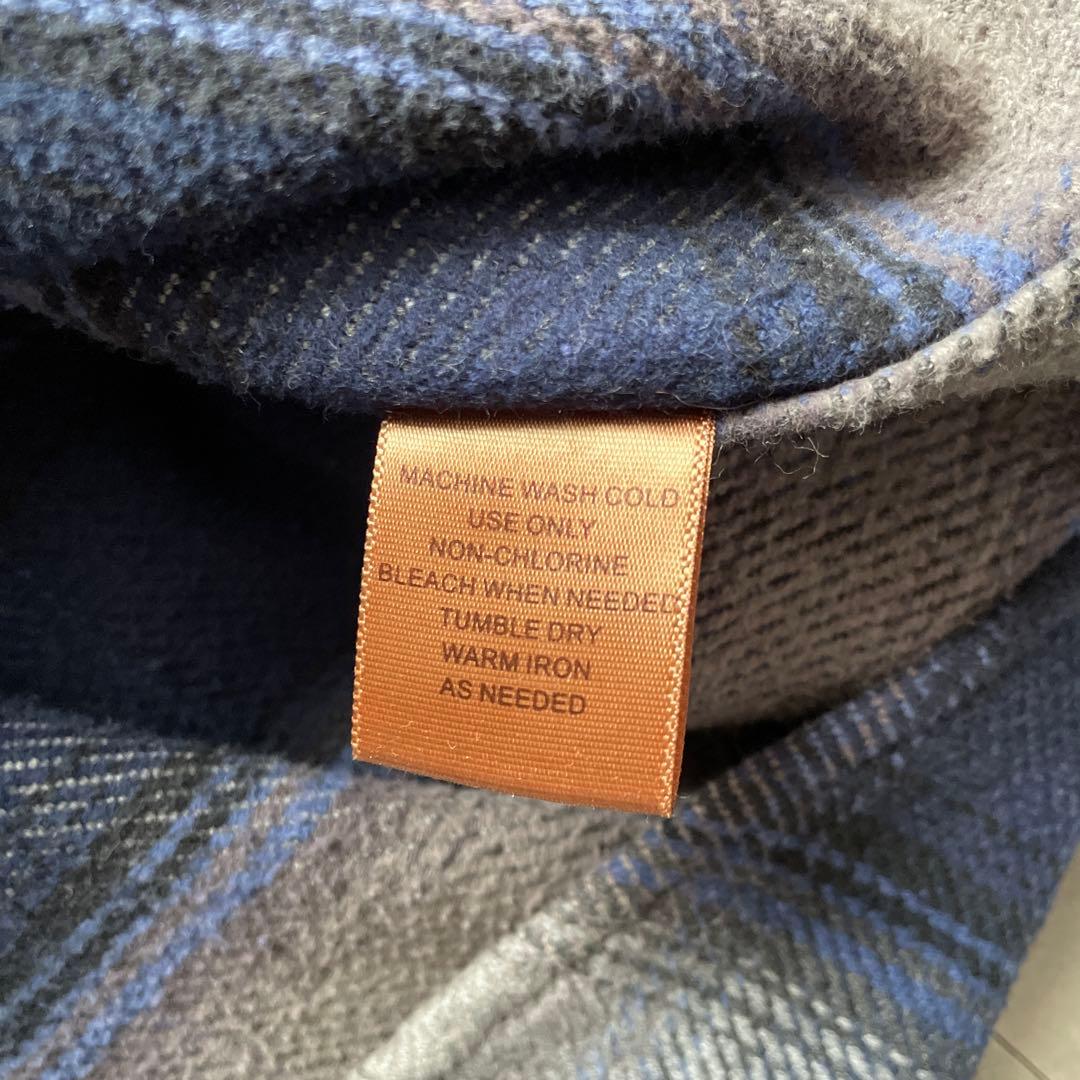 MACHINE WASH COLD
USE ONLY
NON-CHLORINE
BLEACH WHEN NEEDED
TUMBLE DRY
WARM IRON
AS NEEDED